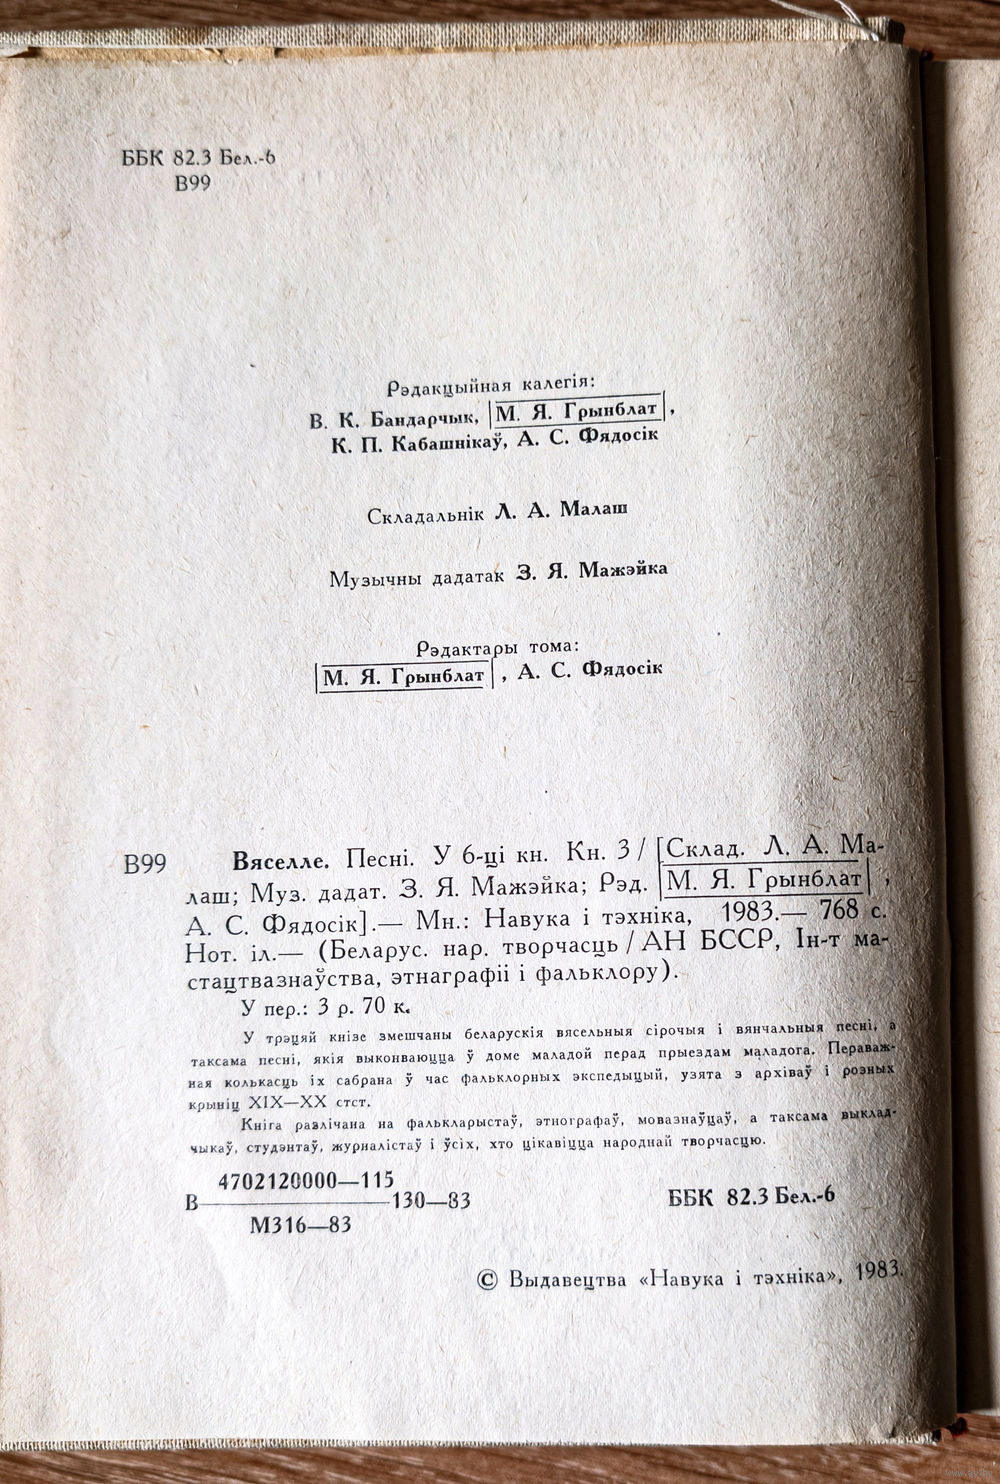 ББК 82.3 Бел.-6
В99
Рэдакцыйная калегія:
В. К. Бандарчык, М. Я. Грынблат,
К. П. Кабашнікаў, А. С. Фядосік
Складальнік Л. А. Малаш
Музычны дадатак З. Я. Мажэйка
Рэдактары тома:
М. Я. Грынблат, А. С. Фядосік
В99 Вяселле. Песні. У 6-ці кн. Кн. 3 / [Склад. Л. А. Ма-
лаш; Муз. дадат. З. Я. Мажэйка; Рэд. М. Я. Грынблат,
А. С. Фядосік].— Мн.: Навука і тэхніка, 1983.— 768 с.
Нот. іл.— (Беларус. нар. творчасць / АН БССР, Ін-т ма-
стацтвазнаўства, этнаграфіі і фальклору).
У пер.: 3 р. 70 к.
У трэцяй кнізе змешчаны беларускія вясельныя сірочыя і вянчальныя песні, а
таксама песні, якія выконваюцца ў доме маладой перад прыездам маладога. Пераваж-
ная колькасць іх сабрана ў час фальклорных экспедыцый, узята з архіваў і розных
крыніц XIX—XX стст.
Кніга разлічана на фалькларыстаў, этнографаў, мовазнаўцаў, а таксама выклад-
чыкаў, студэнтаў, журналістаў і ўсіх, хто цікавіцца народнай творчасцю.
4702120000—115
В 130—83
М316—83
ББК 82.3 Бел.-6
© Выдавецтва «Навука і тэхніка», 1983.